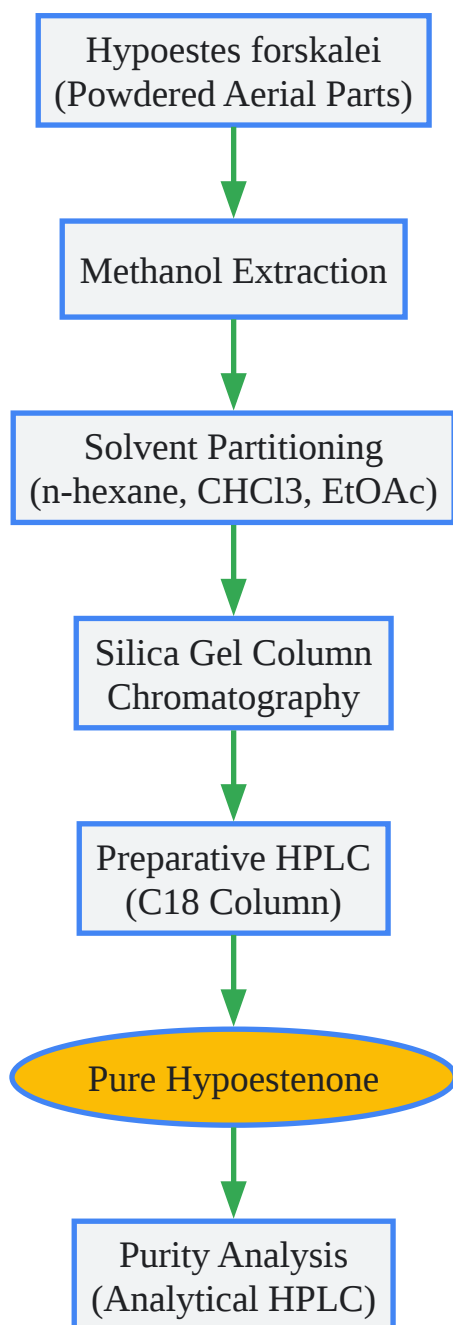 Hypoestes forskalei
(Powdered Aerial Parts)
Methanol Extraction
Solvent Partitioning
(n-hexane, CHCl3, EtOAc)
Silica Gel Column
Chromatography
Preparative HPLC
(C18 Column)
Pure Hypoestenone
Purity Analysis
(Analytical HPLC)